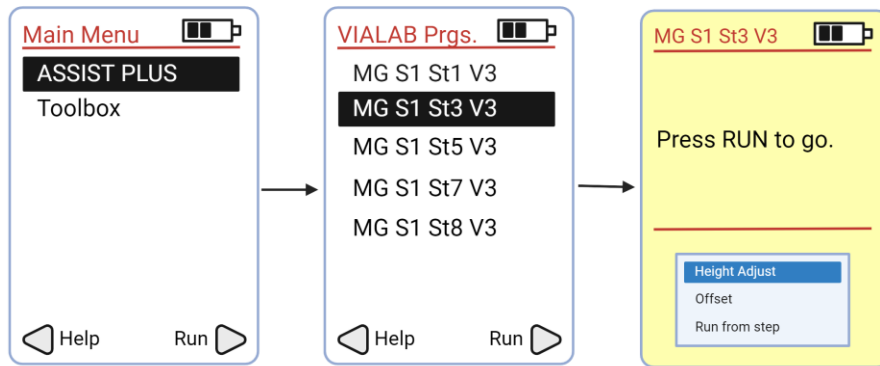 Main Menu
ASSIST PLUS
Toolbox
Help
Run
VIALAB Prgs.
MG S1 St1 V3
MG S1 St3 V3
MG S1 St5 V3
MG S1 St7 V3
MG S1 St8 V3
Help
Run
MG S1 St3 V3
Press RUN to go.
Height Adjust
Offset
Run from step